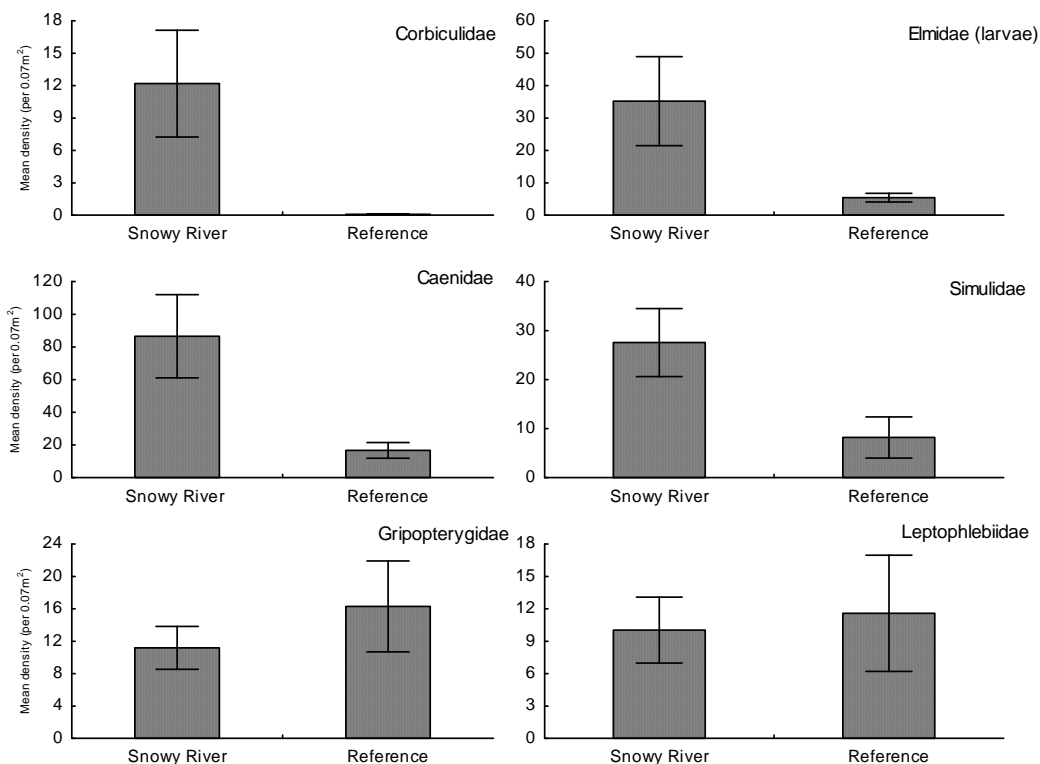 Corbiculidae
Mean density (per 0.07m²)
18
15
12
9
6
3
0
Snowy River Reference
Elmidae (larvae)
60
50
40
30
20
10
0
Snowy River Reference
Caenidae
Mean density (per 0.07m²)
120
100
80
60
40
20
0
Snowy River Reference
Simulidae
40
30
20
10
0
Snowy River Reference
Gripopterygidae
Mean density (per 0.07m²)
24
20
16
12
8
4
0
Snowy River Reference
Leptophlebiidae
18
15
12
9
6
3
0
Snowy River Reference